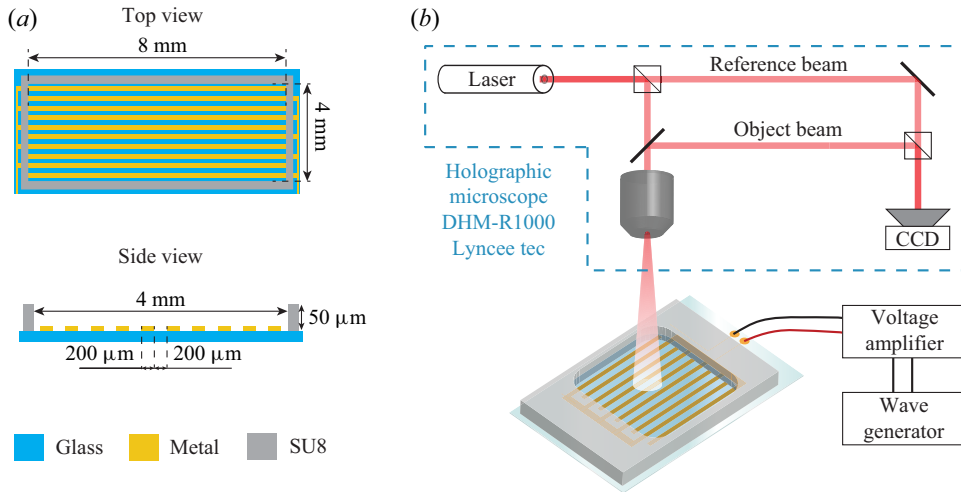 (a)
Top view
8 mm
4 mm
Side view
4 mm
50 μm
200 μm 200 μm
Glass Metal SU8
(b)
Laser
Reference beam
Object beam
Holographic
microscope
DHM-R1000
Lyncee tec
CCD
Voltage
amplifier
Wave
generator